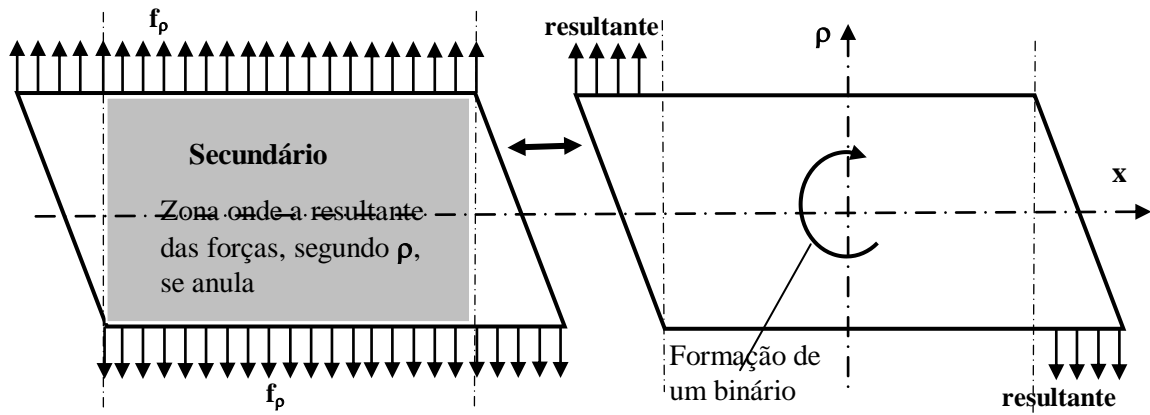 fρ
resultante
ρ
Secundário
Zona onde a resultante
das forças, segundo ρ,
se anula
x
fρ
Formação de
um binário
resultante